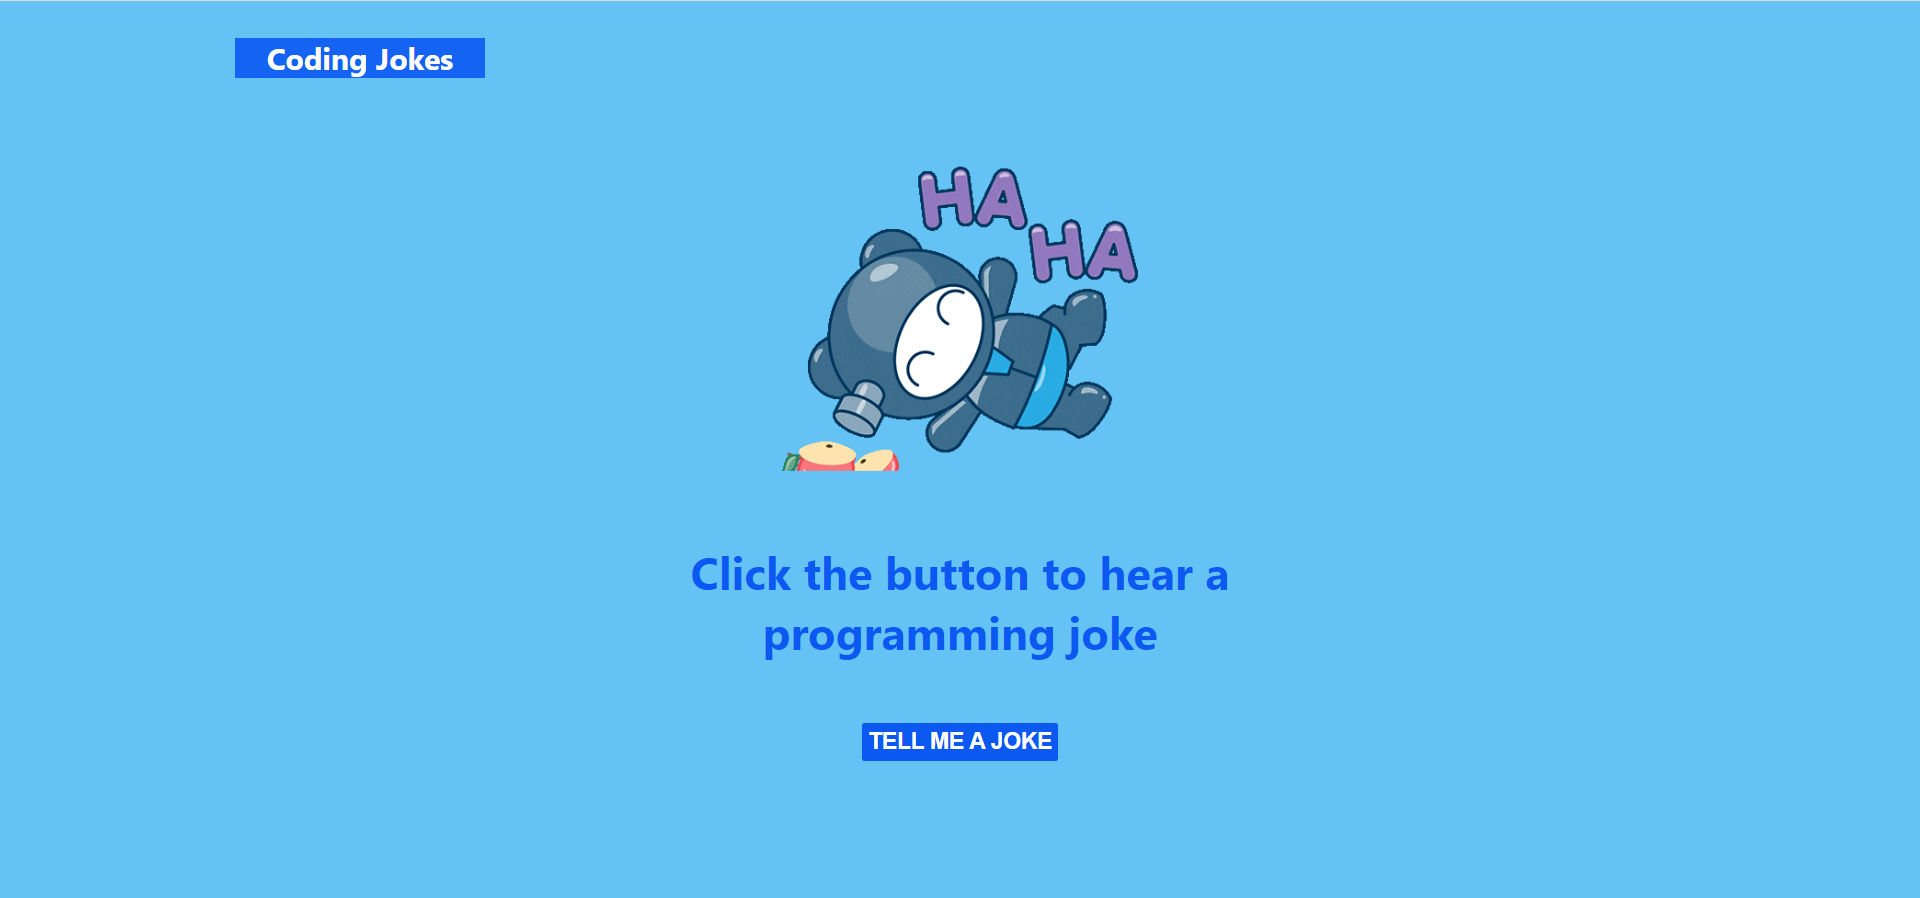 Coding Jokes
HA
HA
Click the button to hear a
programming joke
TELL ME A JOKE